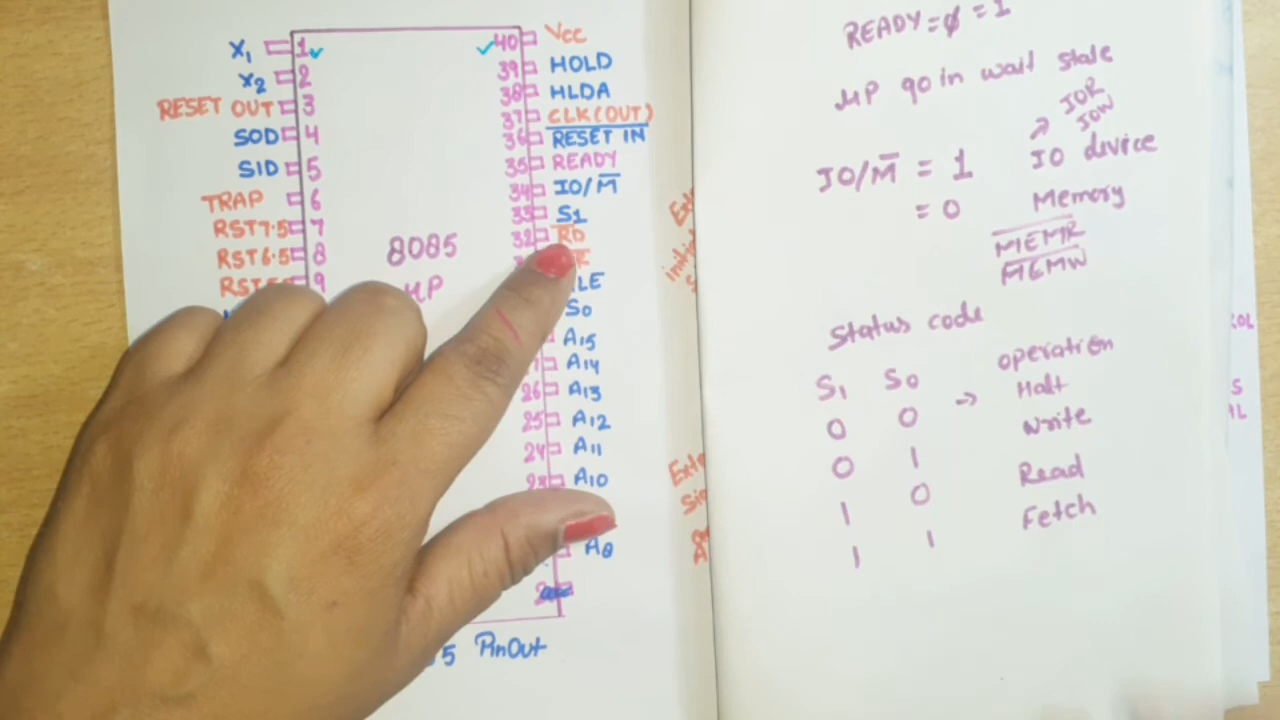 X1
X2
RESET OUT
SOD
SID
TRAP
RST7.5
RST6.5
1
2
3
4
5
6
7
8
9
8085
μP
40
39
38
37
36
35
34
33
32
26
25
24
23
Vcc
HOLD
HLDA
CLK(OUT)
RESET IN
READY
IO/M̅
S1
RD
S0
A15
A14
A13
A12
A11
A10
A8
PinOut
READY = 0 = 1
μP go in wait state
IOR
IOW
IO/M̅ = 1 IO device
= 0 Memory
MEMR
MEMW
Status code
S1 S0 operation
0 0 → Halt
0 1 Write
1 0 Read
1 1 Fetch